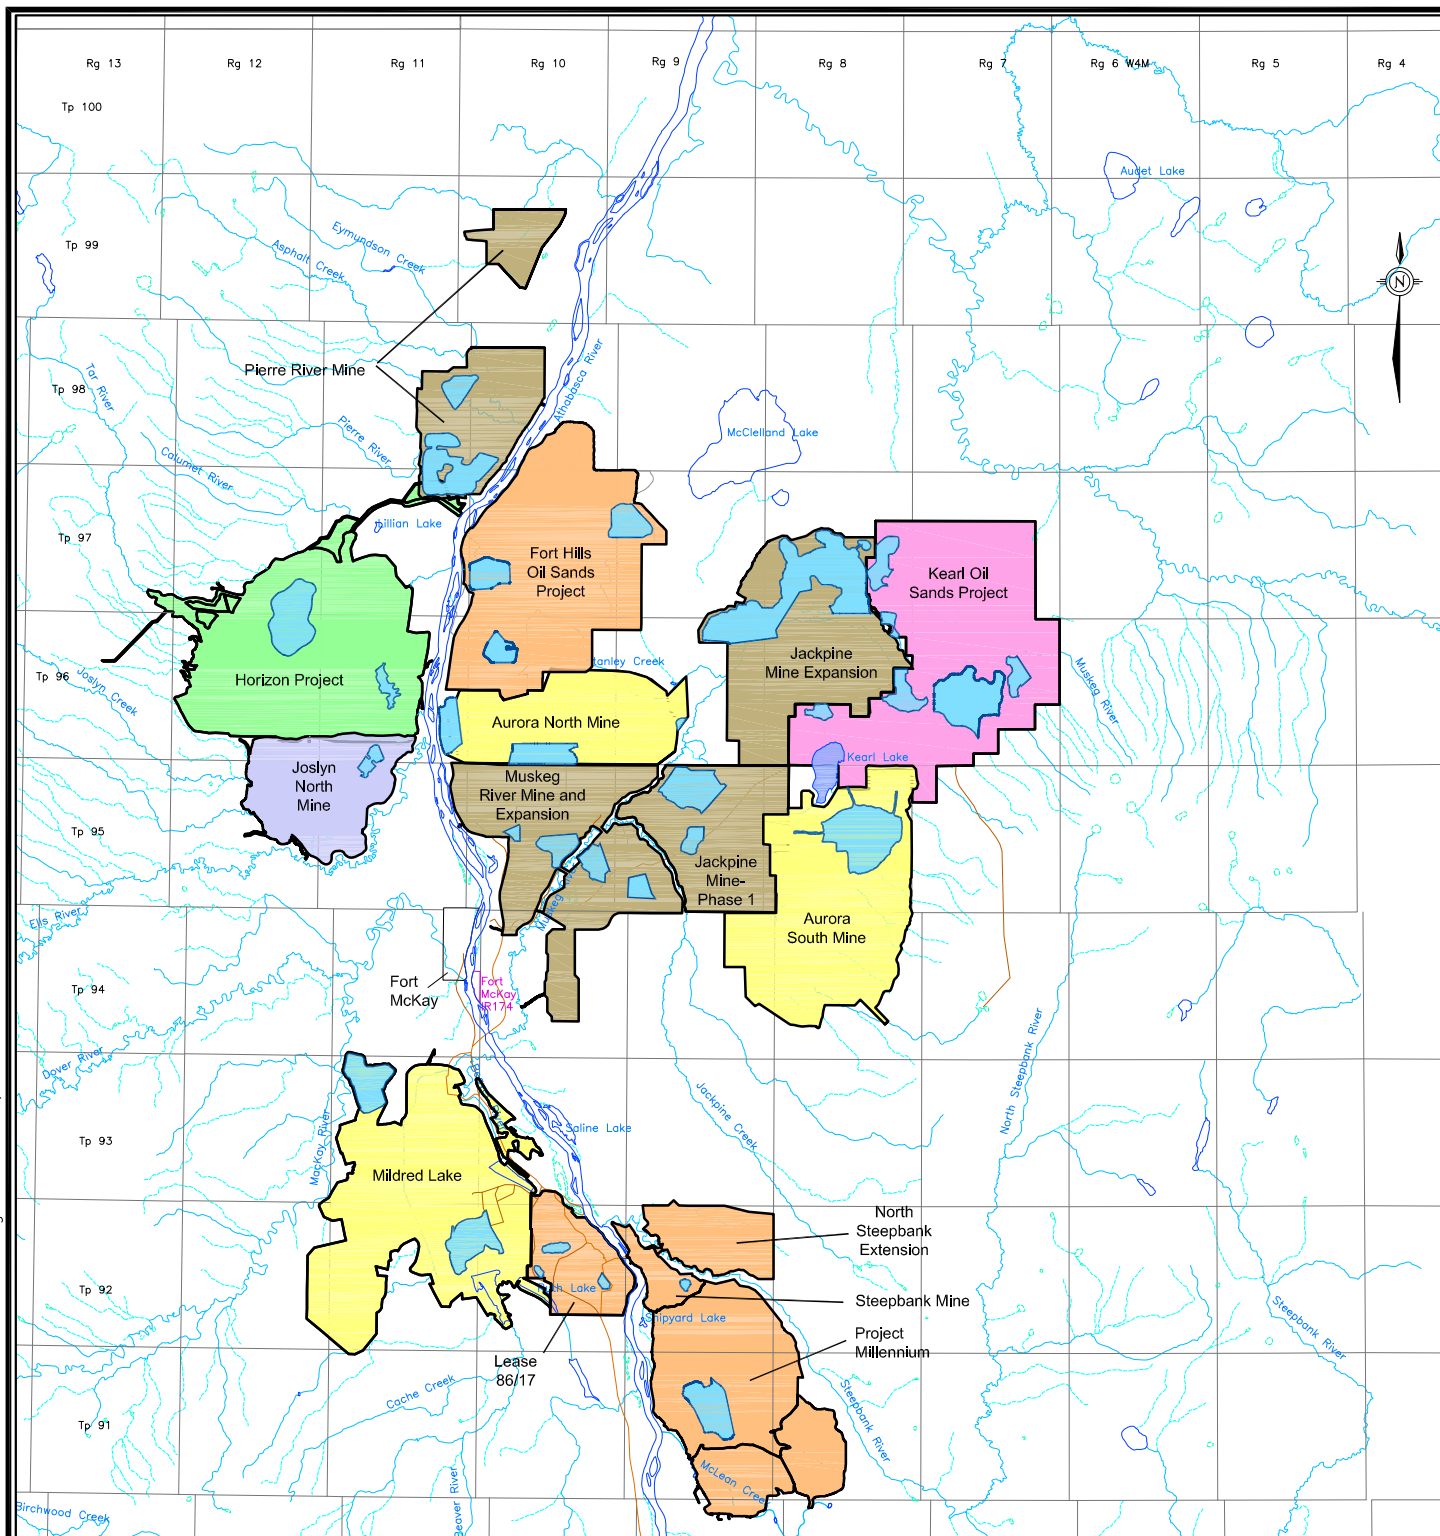 Rg 13
Rg 12
Rg 11
Rg 10
Rg 9
Rg 8
Rg 7
Rg 6 W4M
Rg 5
Rg 4
Tp 100
Audet Lake
Tp 99
Eymundson Creek
Asphalt Creek
N
Pierre River Mine
Athabasca River
Tp 98
Tar River
Pierre River
McClelland Lake
Calumet River
Lillian Lake
Tp 97
Fort Hills
Oil Sands
Project
Kearl Oil
Sands Project
Stanley Creek
Jackpine
Mine Expansion
Tp 96
Joslyn Creek
Horizon Project
Muskeg River
Aurora North Mine
Kearl Lake
Joslyn
North
Mine
Muskeg
River Mine and
Expansion
Tp 95
Jackpine
Mine-
Phase 1
Muskeg
Ells River
Aurora
South Mine
Fort
McKay
Fort
McKay
IR174
Tp 94
North Steepbank River
Dover River
Jackpine Creek
MacKay River
River
Saline Lake
Tp 93
Mildred Lake
North
Steepbank
Extension
Tp 92
Ruth Lake
Steepbank Mine
Steepbank River
Shipyard Lake
Project
Millennium
Lease
86/17
Cache Creek
Steepbank River
Tp 91
McLean Creek
Beaver River
Birchwood Creek